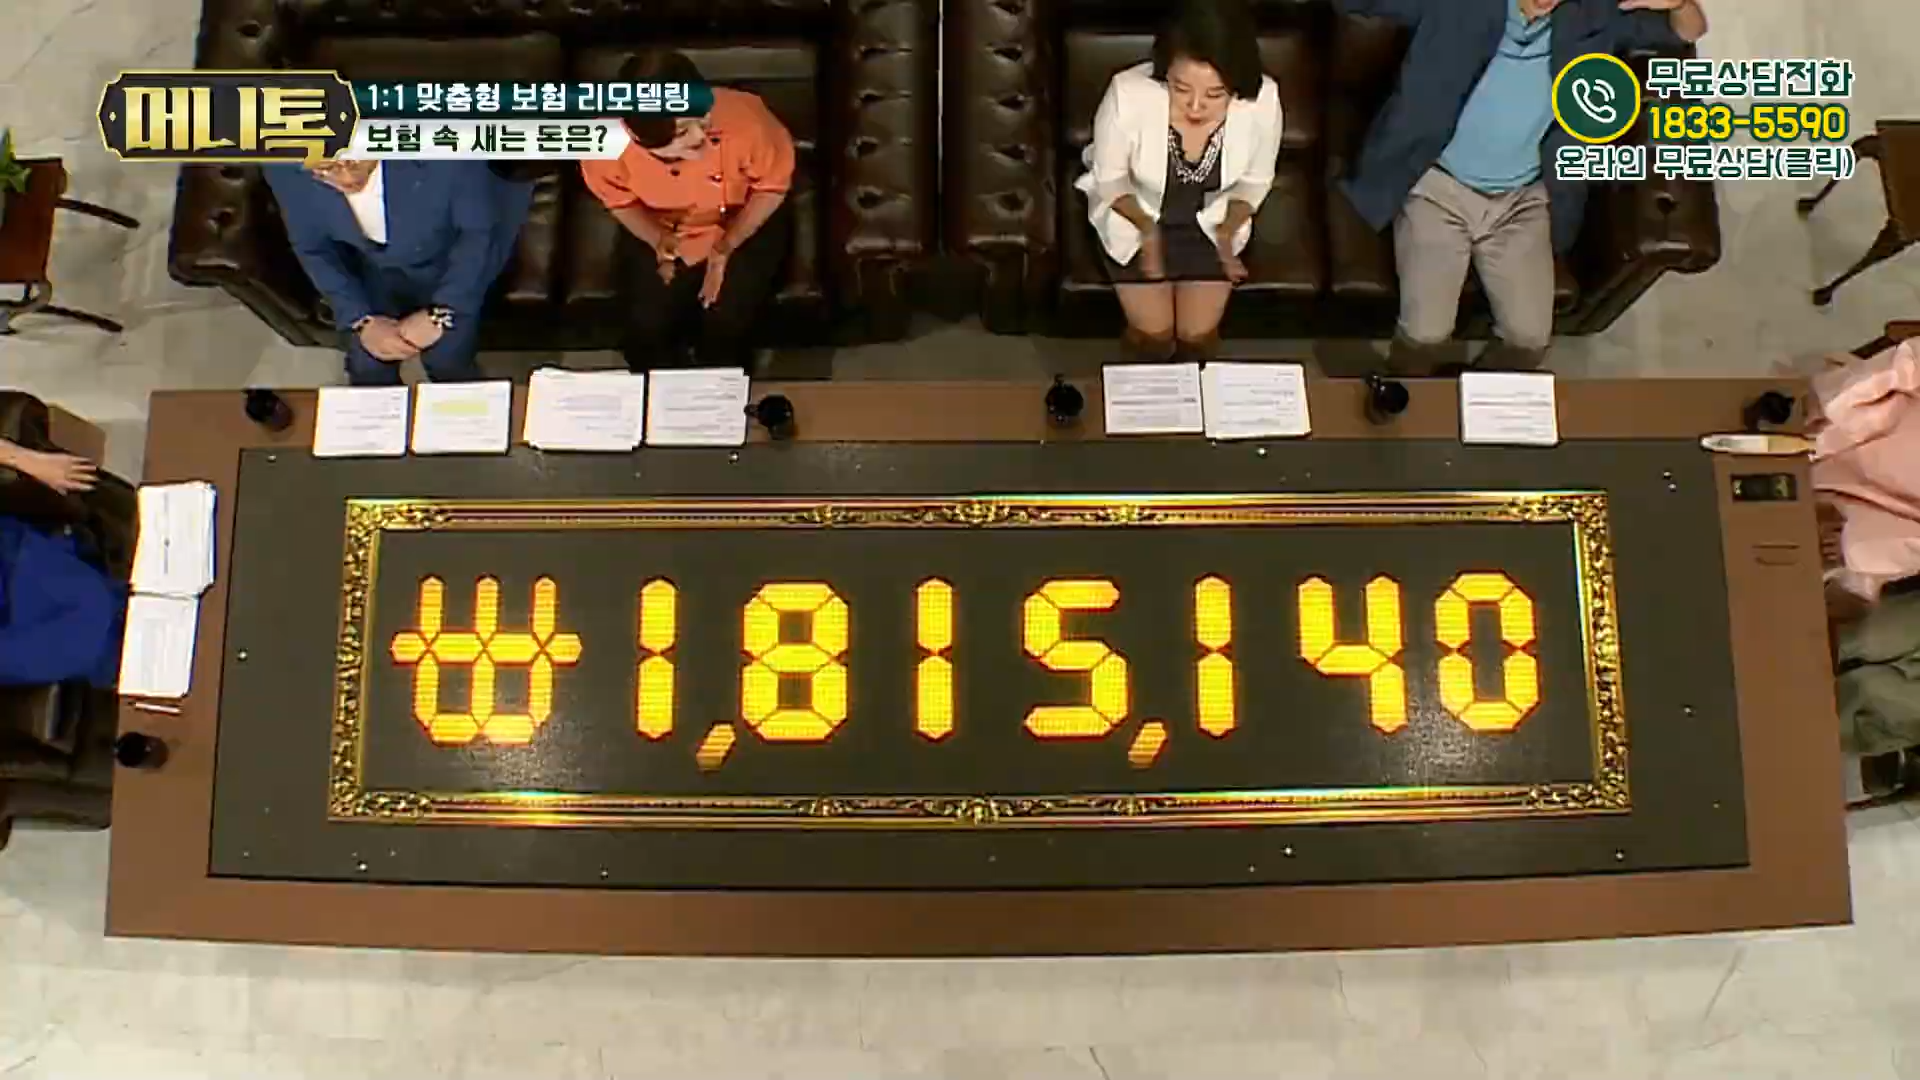 머니톡
1:1 맞춤형 보험 리모델링
보험 속 새는 돈은?
무료상담전화
1833-5590
온라인 무료상담(클릭)
₩1,815,140